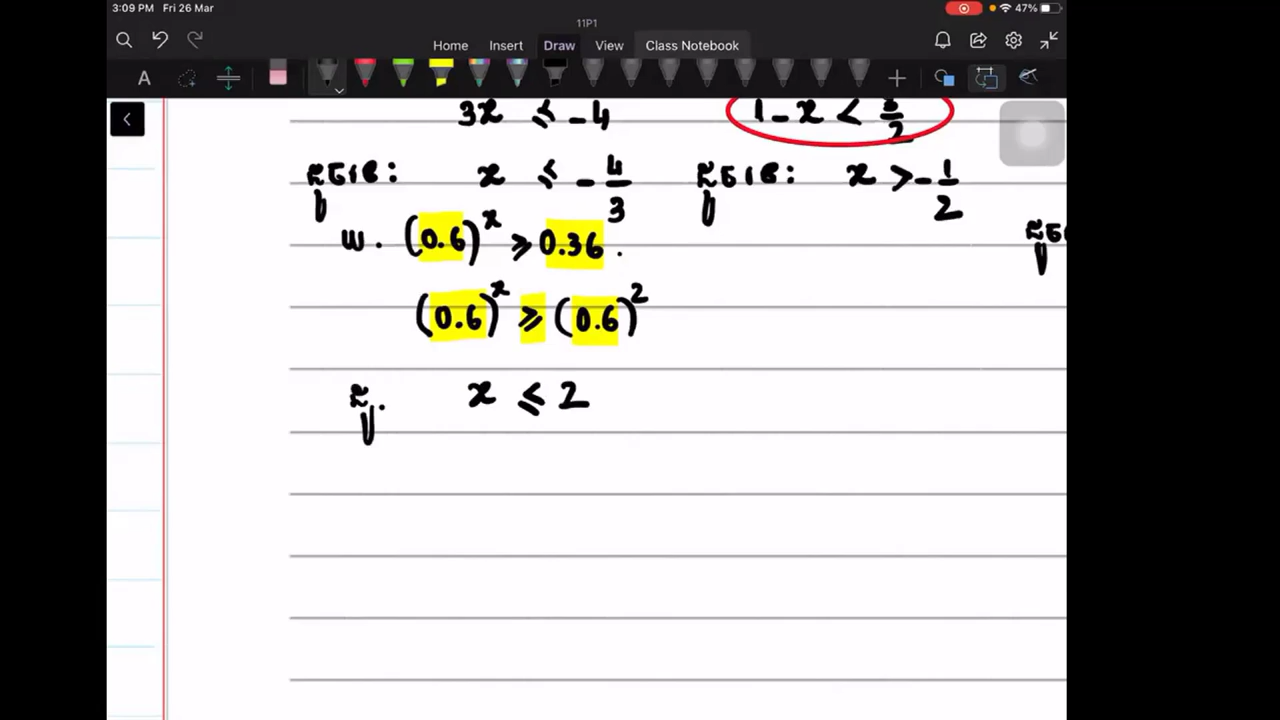 3:09 PM Fri 26 Mar
47%
11P1
Home Insert Draw View Class Notebook
A
3x ≤ -4
1-x < 3/2
x ≤ -4/3
x > -1/2
(0.6)^x ≥ 0.36.
(0.6)^x ≥ (0.6)^2
x ≤ 2